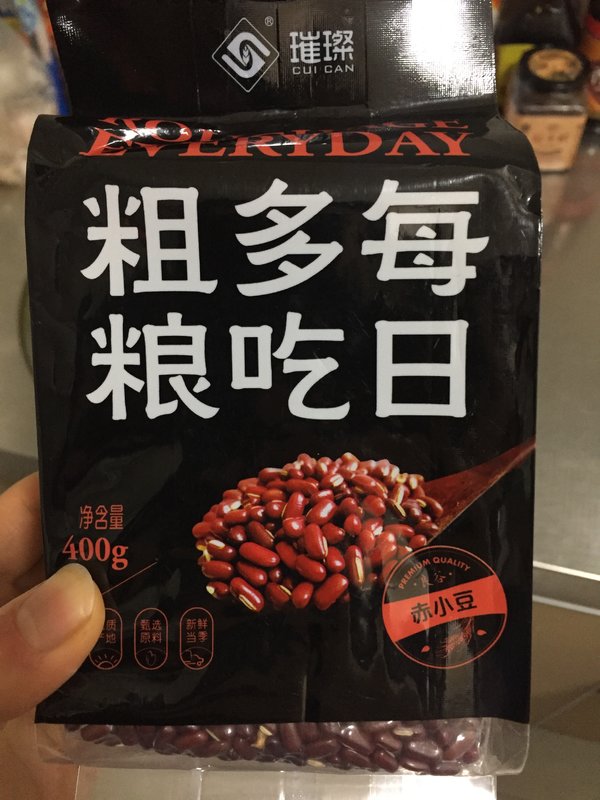 璀璨
®
CUI CAN
EVERYDAY
每日
多吃
粗粮
净含量
400g
甄选
原料
新鲜
当季
PREMIUM QUALITY
赤小豆